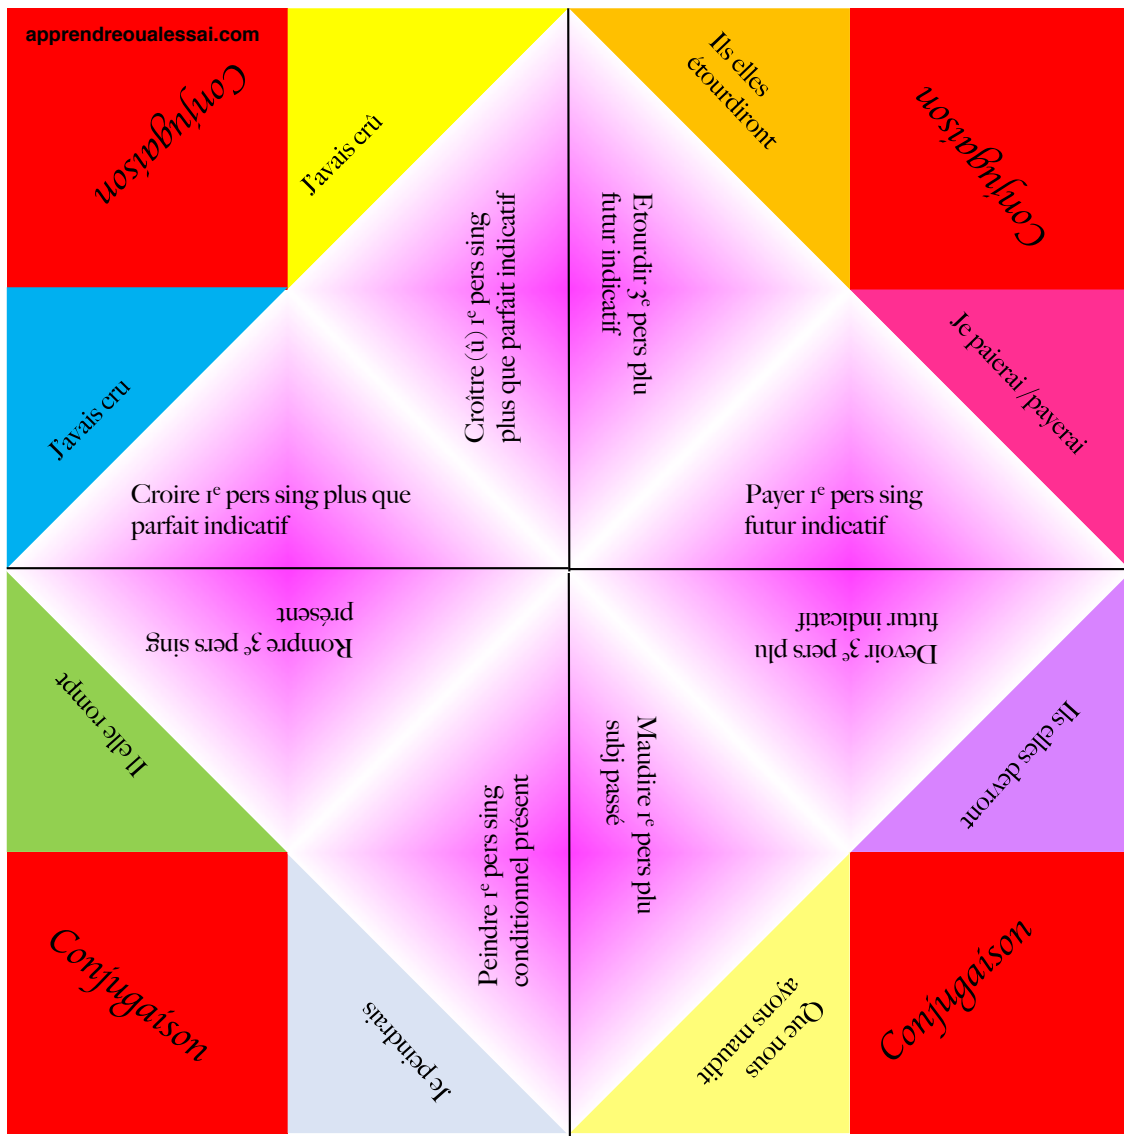 apprendreoualessai.com
Conjugaison
J'avais crû
Ils elles
étourdiront
Conjugaison
Croître (û) 1e pers sing
plus que parfait indicatif
Etourdir 3e pers plu
futur indicatif
J'avais cru
Je paierai /payerai
Croire 1e pers sing plus que
parfait indicatif
Payer 1e pers sing
futur indicatif
Rompre 3e pers sing
présent
Devoir 3e pers plu
futur indicatif
Il elle rompt
Ils elles devront
Peindre 1e pers sing
conditionnel présent
Maudire 1e pers plu
subj passé
Conjugaison
Je peindrais
Que nous
ayons maudit
Conjugaison